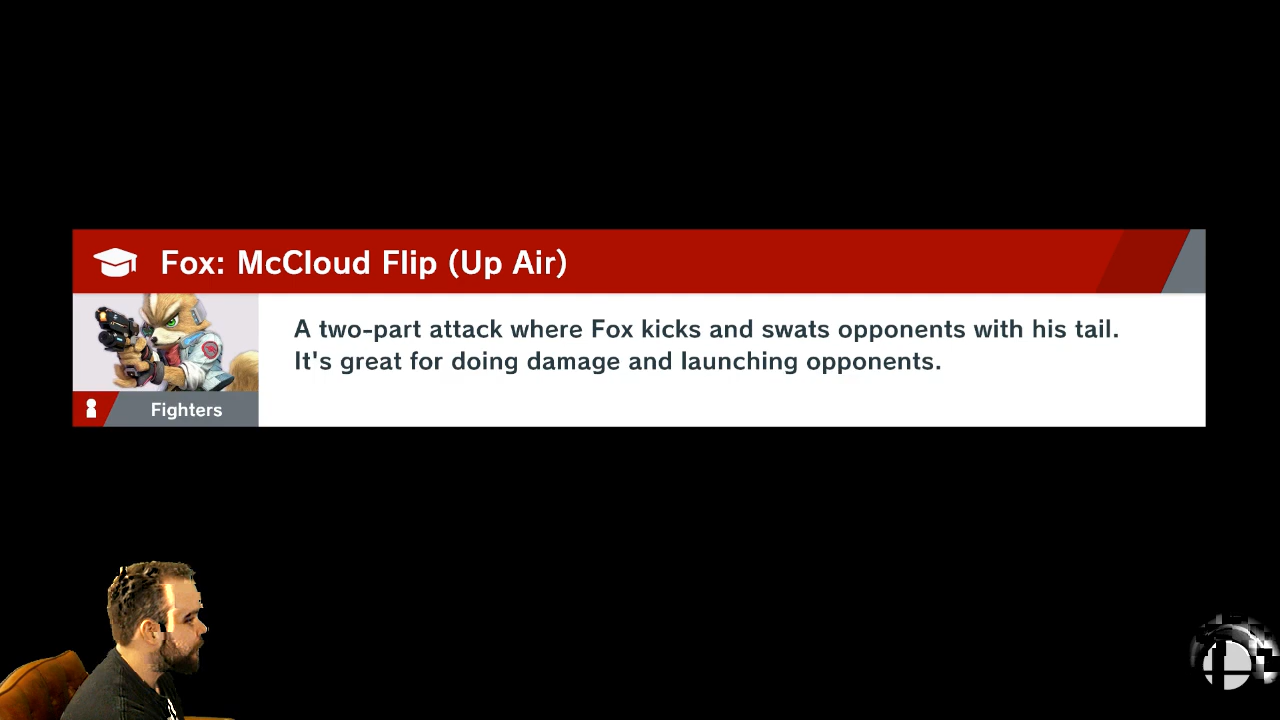 Fox: McCloud Flip (Up Air)
A two-part attack where Fox kicks and swats opponents with his tail.
It's great for doing damage and launching opponents.
Fighters